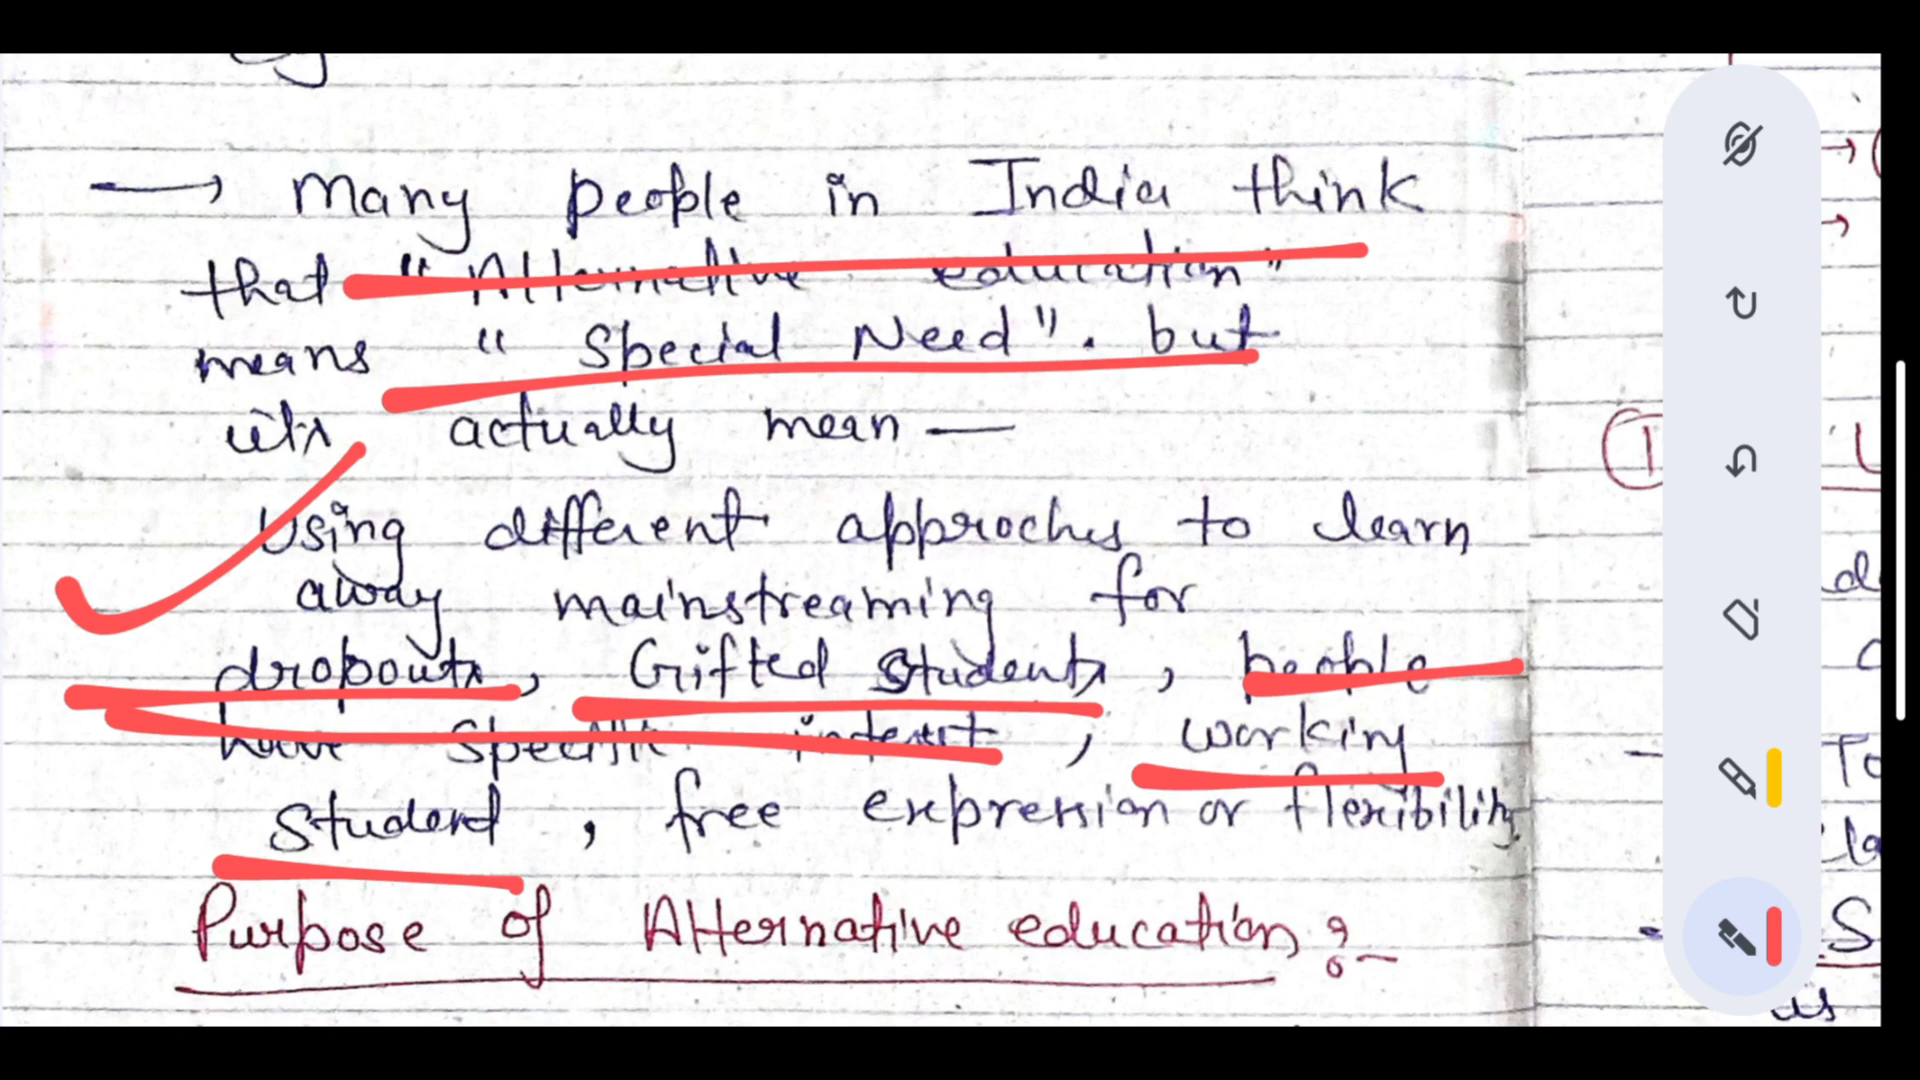 → Many people in India think
that "Alternative education"
means "Special Need". but
its actually mean —
Using different approches to learn
away mainstreaming for
dropouts, Gifted Students, people
have specific interest, working
Student, free expression or flexibility
Purpose of Alternative education :-